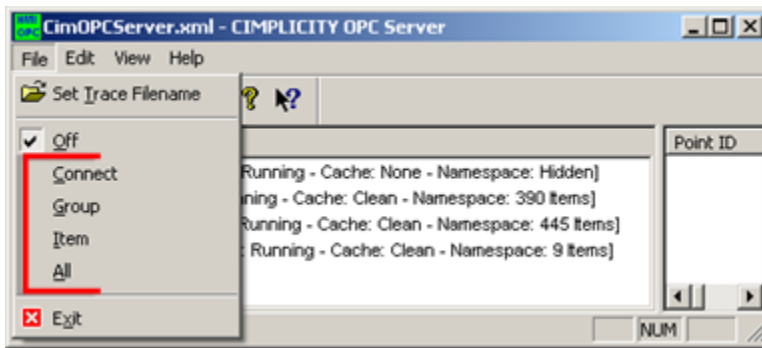 HMI
OPC
CimOPCServer.xml - CIMPLICITY OPC Server
File Edit View Help
Set Trace Filename
Off
Connect
Group
Item
All
Exit
Point ID
Running - Cache: None - Namespace: Hidden]
ning - Cache: Clean - Namespace: 390 Items]
Running - Cache: Clean - Namespace: 445 Items]
: Running - Cache: Clean - Namespace: 9 Items]
NUM